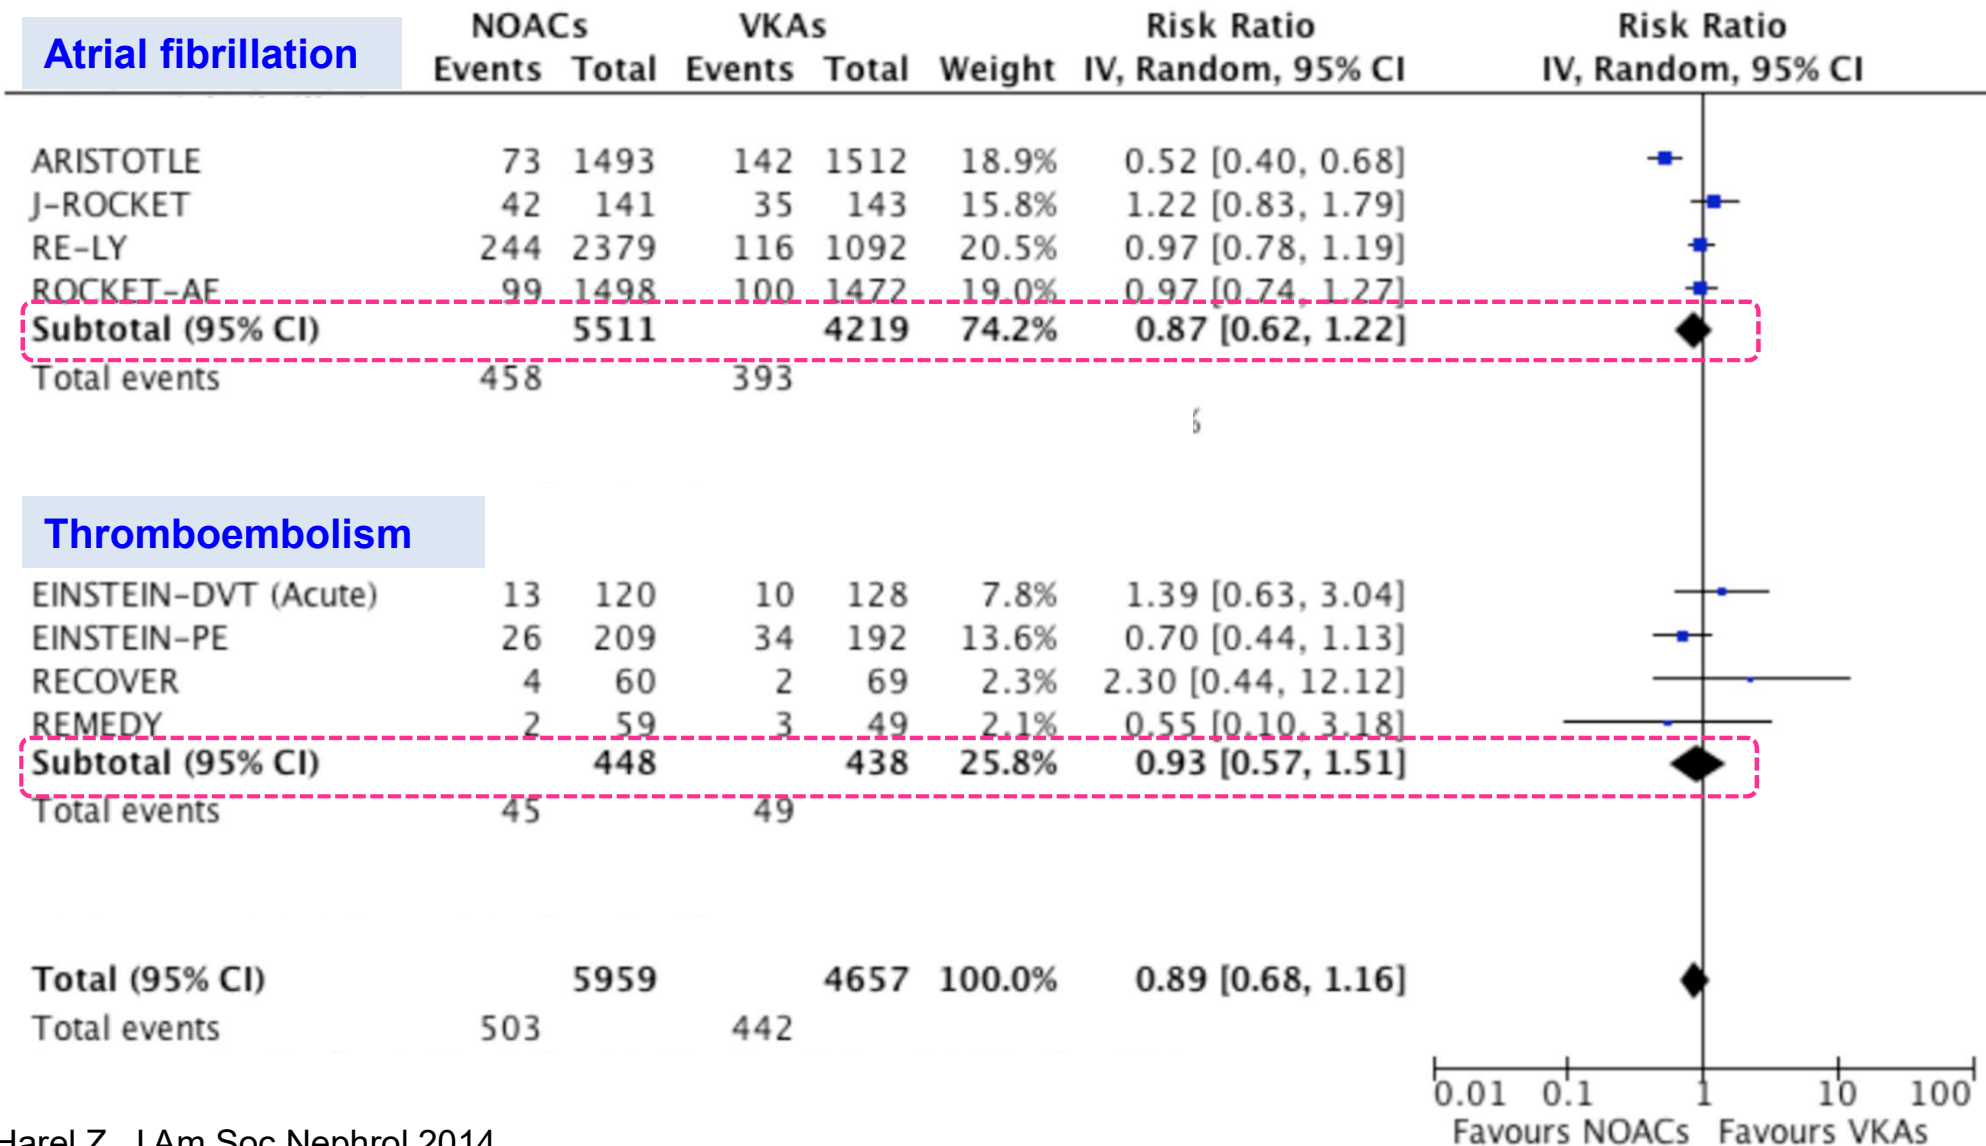 Atrial fibrillation
NOACs VKAs Risk Ratio Risk Ratio
Events Total Events Total Weight IV, Random, 95% CI IV, Random, 95% CI
ARISTOTLE 73 1493 142 1512 18.9% 0.52 [0.40, 0.68]
J-ROCKET 42 141 35 143 15.8% 1.22 [0.83, 1.79]
RE-LY 244 2379 116 1092 20.5% 0.97 [0.78, 1.19]
ROCKET-AF 99 1498 100 1472 19.0% 0.97 [0.74, 1.27]
Subtotal (95% CI) 5511 4219 74.2% 0.87 [0.62, 1.22]
Total events 458 393
%
Thromboembolism
EINSTEIN-DVT (Acute) 13 120 10 128 7.8% 1.39 [0.63, 3.04]
EINSTEIN-PE 26 209 34 192 13.6% 0.70 [0.44, 1.13]
RECOVER 4 60 2 69 2.3% 2.30 [0.44, 12.12]
REMEDY 2 59 3 49 2.1% 0.55 [0.10, 3.18]
Subtotal (95% CI) 448 438 25.8% 0.93 [0.57, 1.51]
Total events 45 49
Total (95% CI) 5959 4657 100.0% 0.89 [0.68, 1.16]
Total events 503 442
0.01 0.1 1 10 100
Favours NOACs Favours VKAs
Harel Z, J Am Soc Nephrol 2014